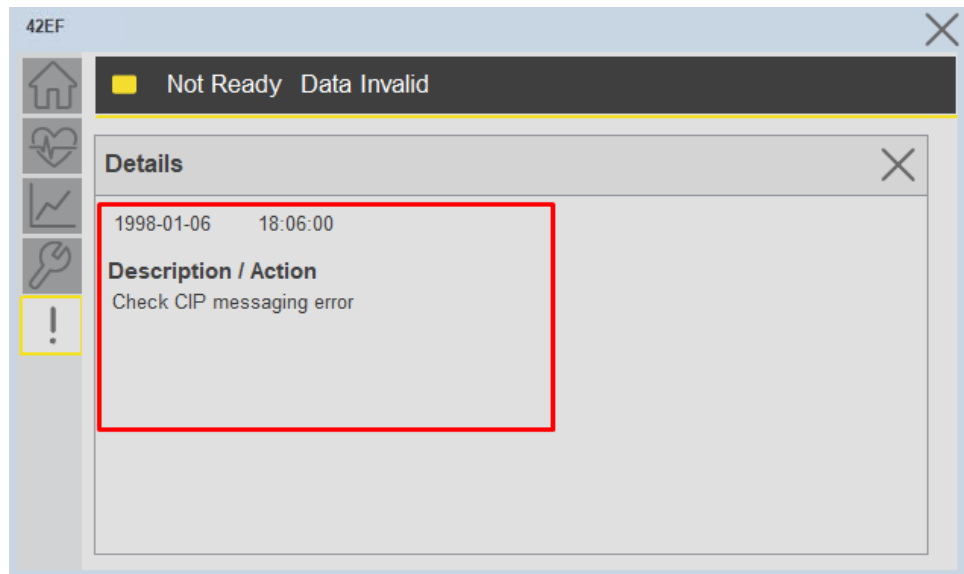 42EF
Not Ready Data Invalid
Details
1998-01-06 18:06:00
Description / Action
Check CIP messaging error
!